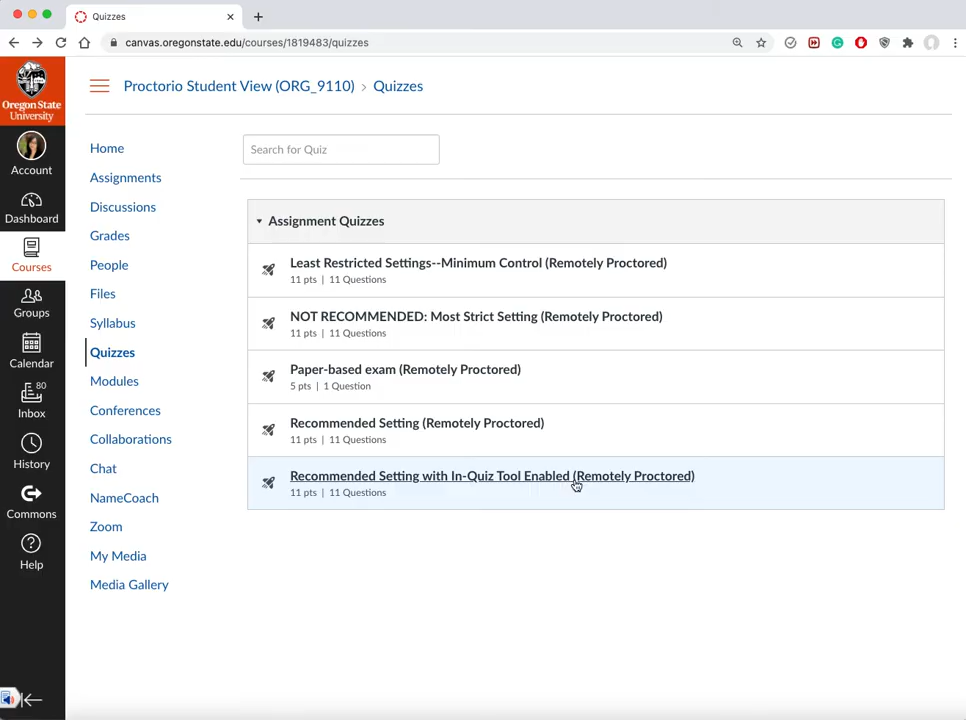 Quizzes
canvas.oregonstate.edu/courses/1819483/quizzes
Oregon State
University
Account
Dashboard
Courses
Groups
Calendar
80
Inbox
History
Commons
Help
Proctorio Student View (ORG_9110) › Quizzes
Home
Assignments
Discussions
Grades
People
Files
Syllabus
Quizzes
Modules
Conferences
Collaborations
Chat
NameCoach
Zoom
My Media
Media Gallery
Search for Quiz
Assignment Quizzes
Least Restricted Settings--Minimum Control (Remotely Proctored)
11 pts | 11 Questions
NOT RECOMMENDED: Most Strict Setting (Remotely Proctored)
11 pts | 11 Questions
Paper-based exam (Remotely Proctored)
5 pts | 1 Question
Recommended Setting (Remotely Proctored)
11 pts | 11 Questions
Recommended Setting with In-Quiz Tool Enabled (Remotely Proctored)
11 pts | 11 Questions